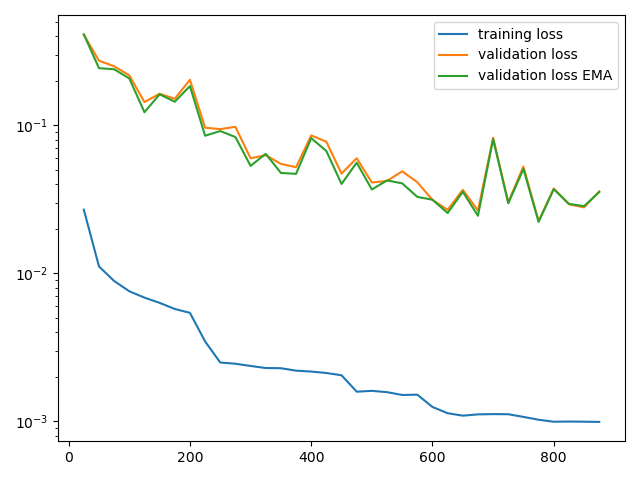 training loss
validation loss
validation loss EMA
10⁻¹
10⁻²
10⁻³
0 200 400 600 800